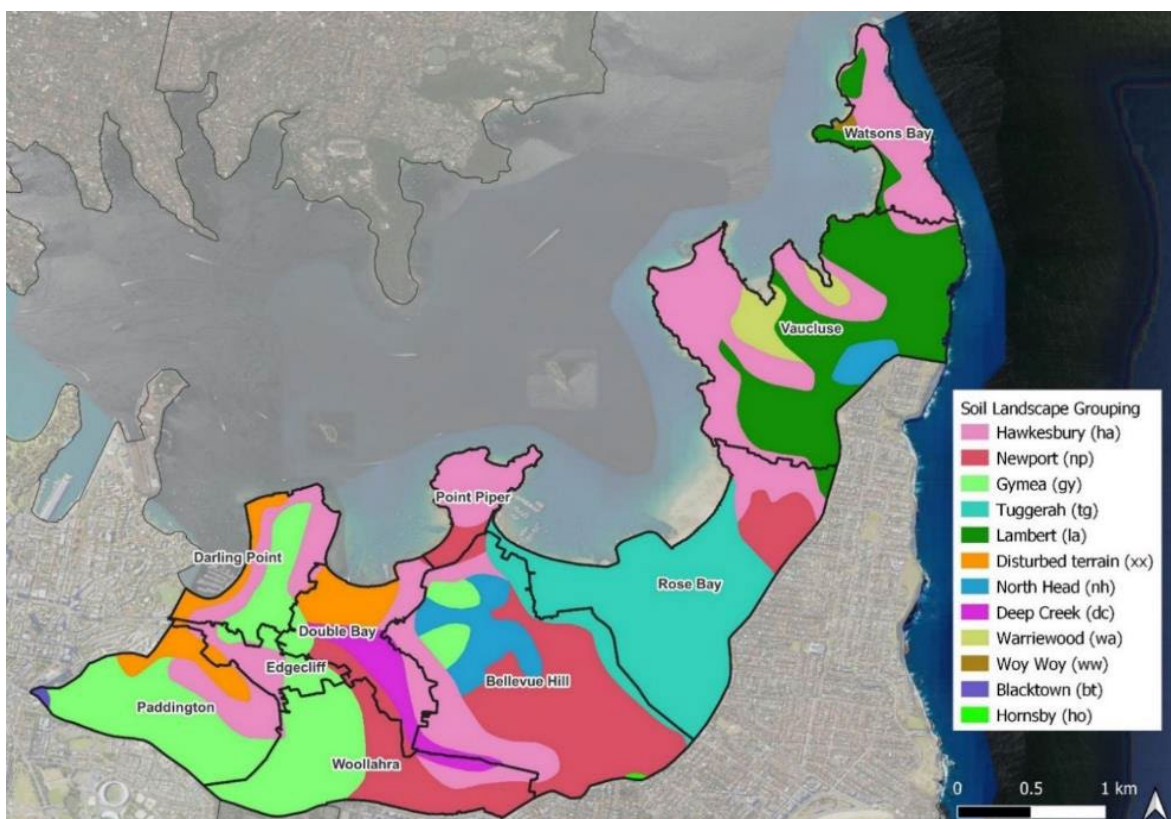 Watsons Bay
Vaucluse
Point Piper
Darling Point
Rose Bay
Double Bay
Edgecliff
Bellevue Hill
Paddington
Woollahra
Soil Landscape Grouping
Hawkesbury (ha)
Newport (np)
Gymea (gy)
Tuggerah (tg)
Lambert (la)
Disturbed terrain (xx)
North Head (nh)
Deep Creek (dc)
Warriewood (wa)
Woy Woy (ww)
Blacktown (bt)
Hornsby (ho)
0 0.5 1 km